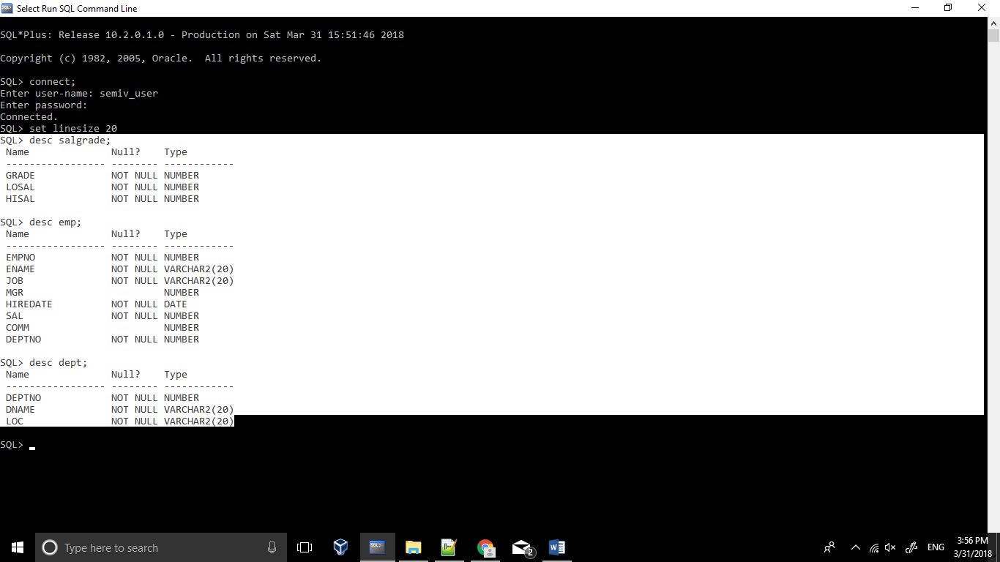 Select Run SQL Command Line
SQL*Plus: Release 10.2.0.1.0 - Production on Sat Mar 31 15:51:46 2018
Copyright (c) 1982, 2005, Oracle.  All rights reserved.
SQL> connect;
Enter user-name: semiv_user
Enter password:
Connected.
SQL> set linesize 20
SQL> desc salgrade;
 Name              Null?    Type
 ----------------- -------- ------------
 GRADE             NOT NULL NUMBER
 LOSAL             NOT NULL NUMBER
 HISAL             NOT NULL NUMBER
SQL> desc emp;
 Name              Null?    Type
 ----------------- -------- ------------
 EMPNO             NOT NULL NUMBER
 ENAME             NOT NULL VARCHAR2(20)
 JOB               NOT NULL VARCHAR2(20)
 MGR                        NUMBER
 HIREDATE          NOT NULL DATE
 SAL               NOT NULL NUMBER
 COMM                       NUMBER
 DEPTNO            NOT NULL NUMBER
SQL> desc dept;
 Name              Null?    Type
 ----------------- -------- ------------
 DEPTNO            NOT NULL NUMBER
 DNAME             NOT NULL VARCHAR2(20)
 LOC               NOT NULL VARCHAR2(20)
SQL>
Type here to search
2
ENG
3:56 PM
3/31/2018